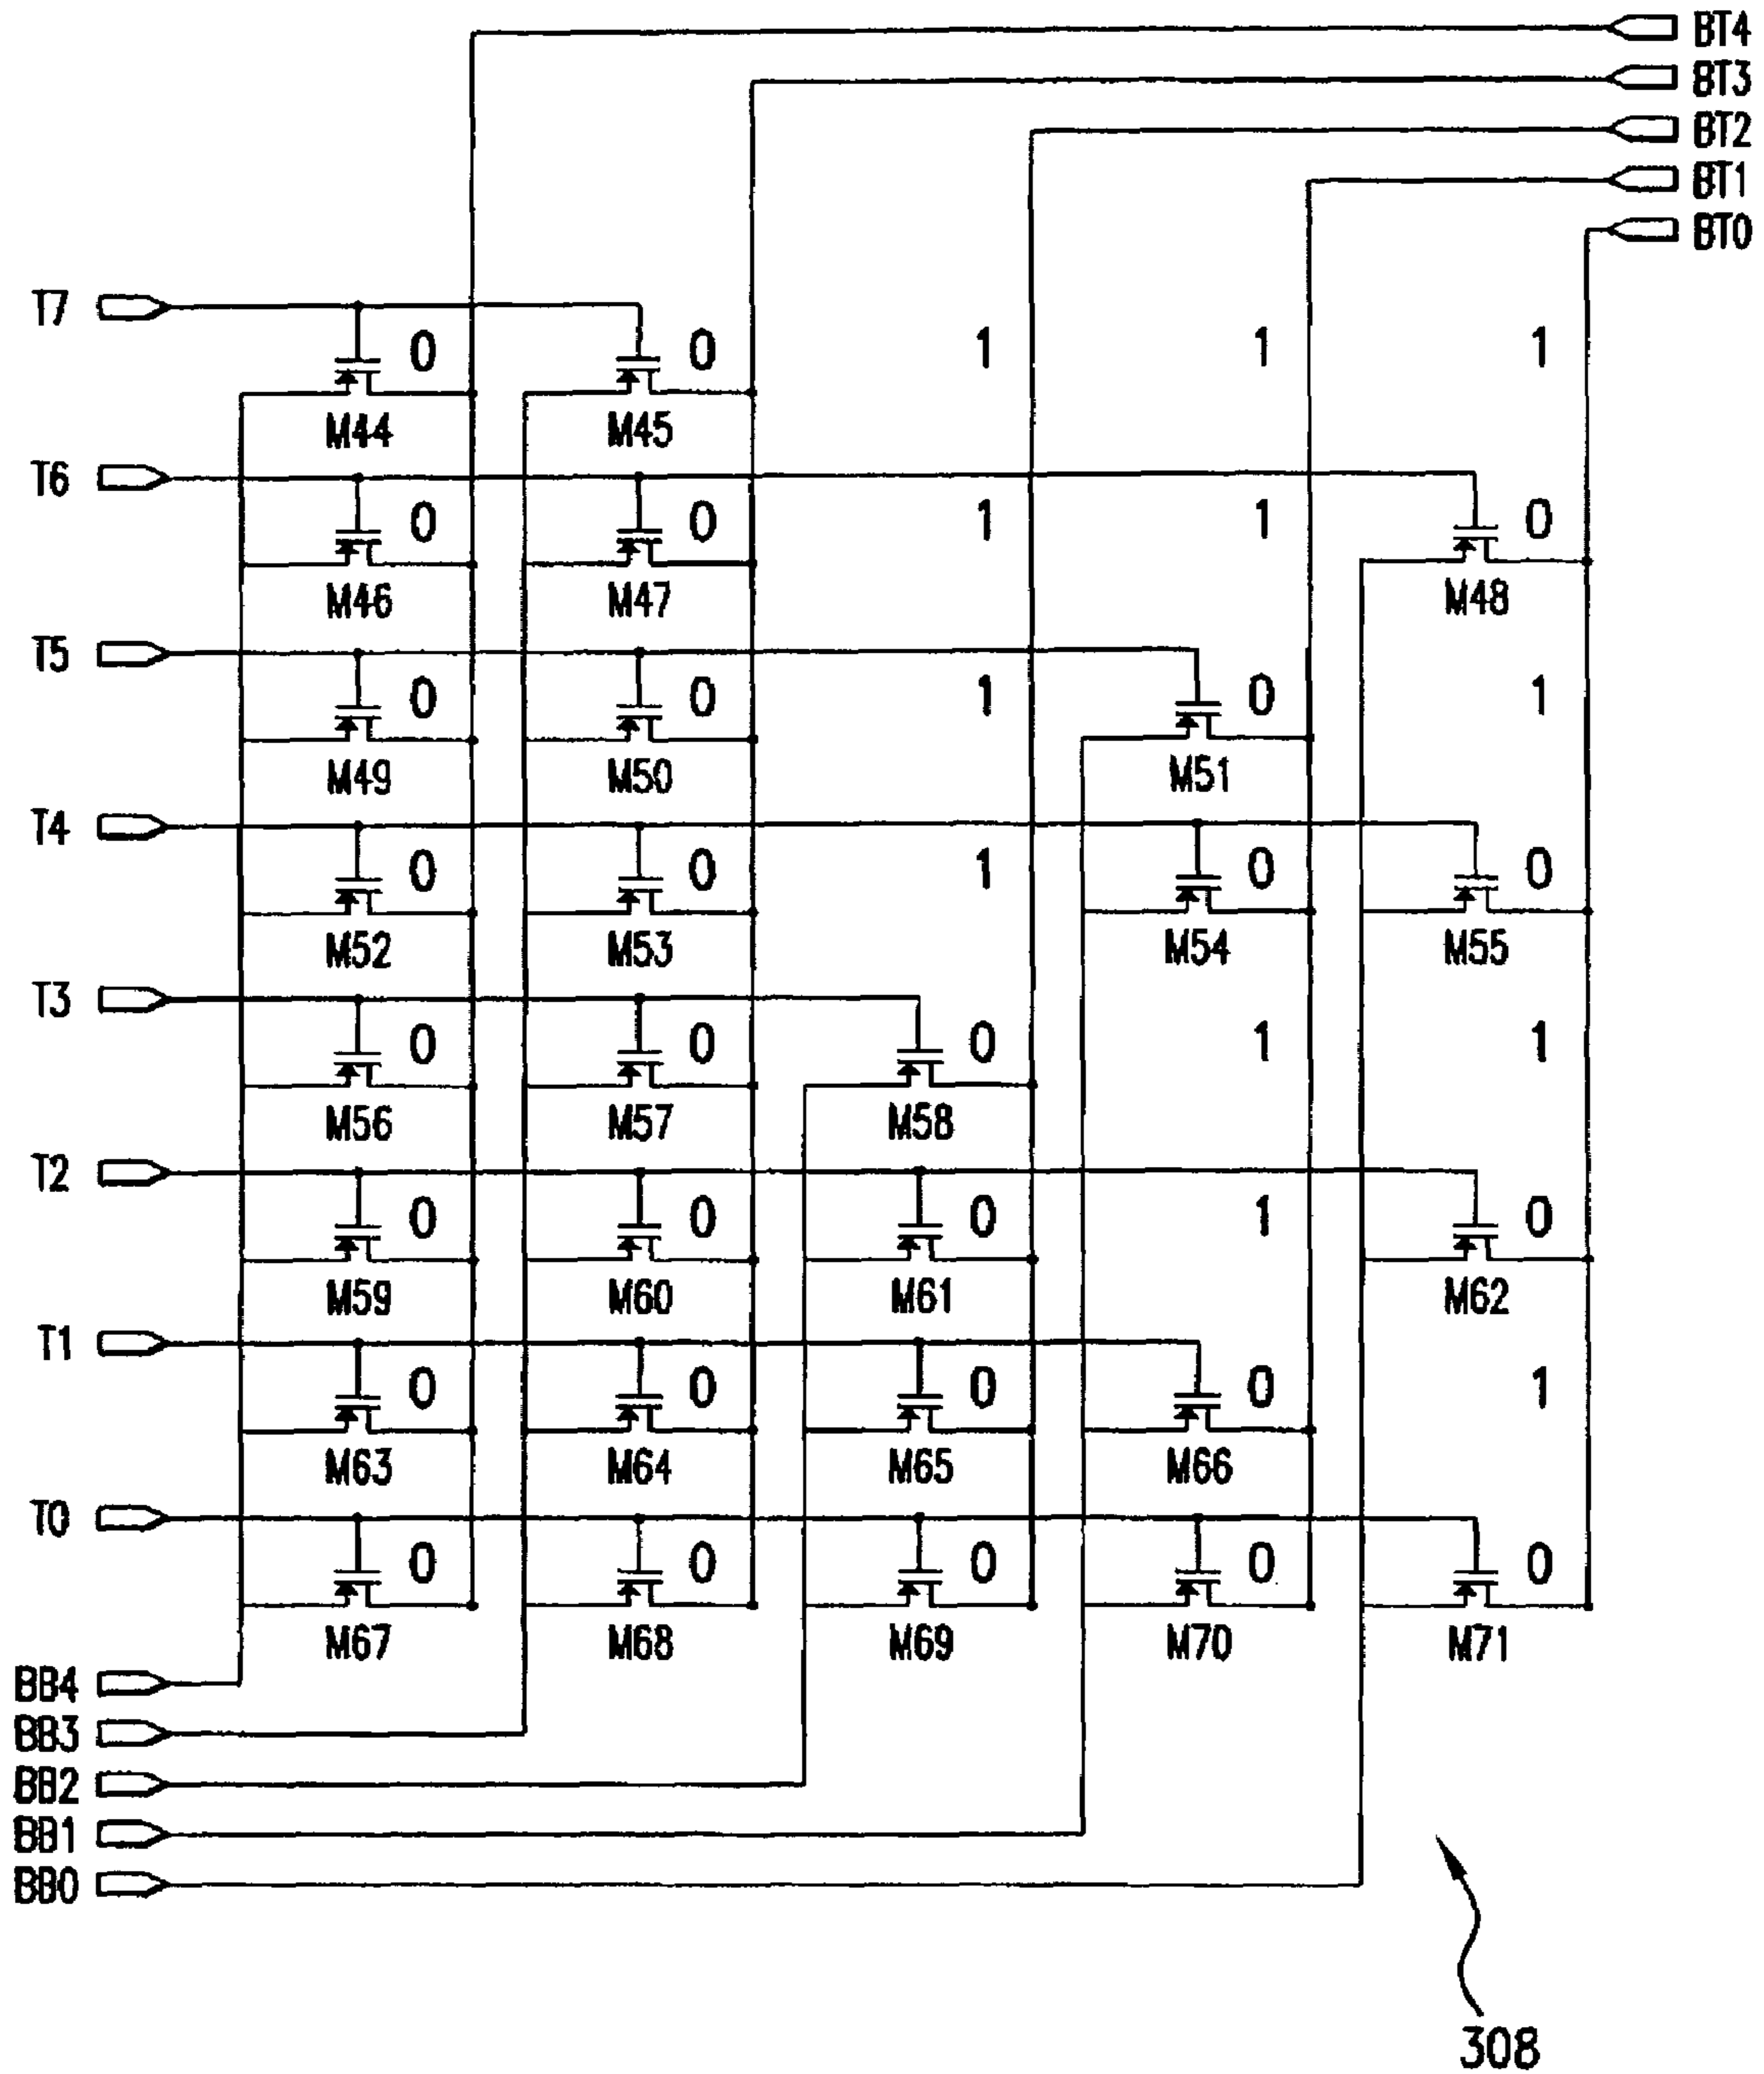 BT4
BT3
BT2
BT1
BT0
T7
0 0 1 1 1
M44 M45
T6
0 0 1 1 0
M46 M47 M48
T5
0 0 1 0 1
M49 M50 M51
T4
0 0 1 0 0
M52 M53 M54 M55
T3
0 0 0 1 1
M56 M57 M58
T2
0 0 0 1 0
M59 M60 M61 M62
T1
0 0 0 0 1
M63 M64 M65 M66
T0
0 0 0 0 0
M67 M68 M69 M70 M71
BB4
BB3
BB2
BB1
BB0
308